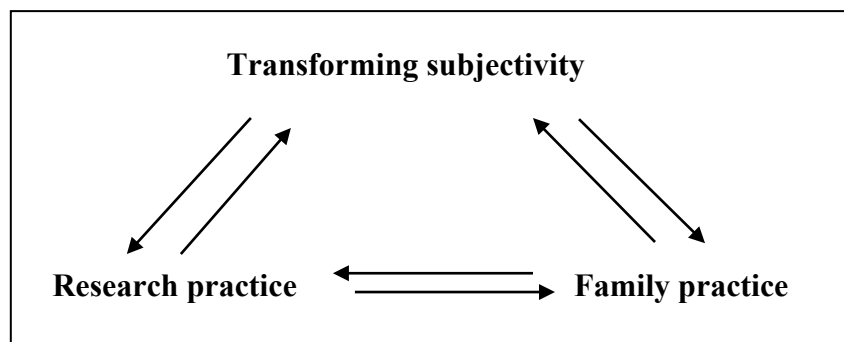 Transforming subjectivity
Research practice
Family practice